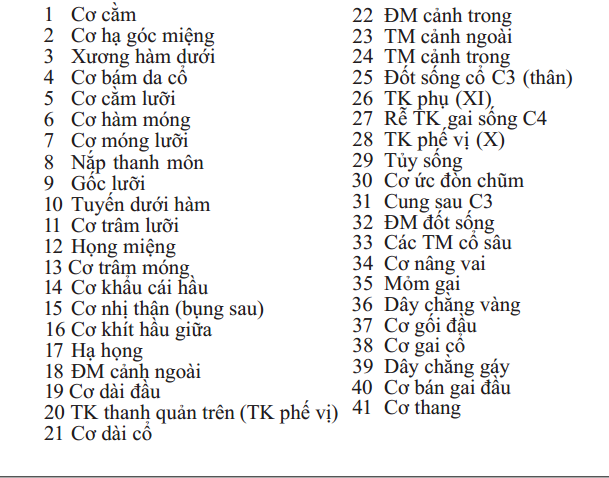 1 Cơ cằm
2 Cơ hạ góc miệng
3 Xương hàm dưới
4 Cơ bám da cổ
5 Cơ cằm lưỡi
6 Cơ hàm móng
7 Cơ móng lưỡi
8 Nắp thanh môn
9 Gốc lưỡi
10 Tuyến dưới hàm
11 Cơ trâm lưỡi
12 Họng miệng
13 Cơ trâm móng
14 Cơ khẩu cái hầu
15 Cơ nhị thân (bụng sau)
16 Cơ khít hầu giữa
17 Hạ họng
18 ĐM cảnh ngoài
19 Cơ dài đầu
20 TK thanh quản trên (TK phế vị)
21 Cơ dài cổ
22 ĐM cảnh trong
23 TM cảnh ngoài
24 TM cảnh trong
25 Đốt sống cổ C3 (thân)
26 TK phụ (XI)
27 Rễ TK gai sống C4
28 TK phế vị (X)
29 Tủy sống
30 Cơ ức đòn chũm
31 Cung sau C3
32 ĐM đốt sống
33 Các TM cổ sâu
34 Cơ nâng vai
35 Mỏm gai
36 Dây chằng vàng
37 Cơ gối đầu
38 Cơ gai cổ
39 Dây chằng gáy
40 Cơ bán gai đầu
41 Cơ thang